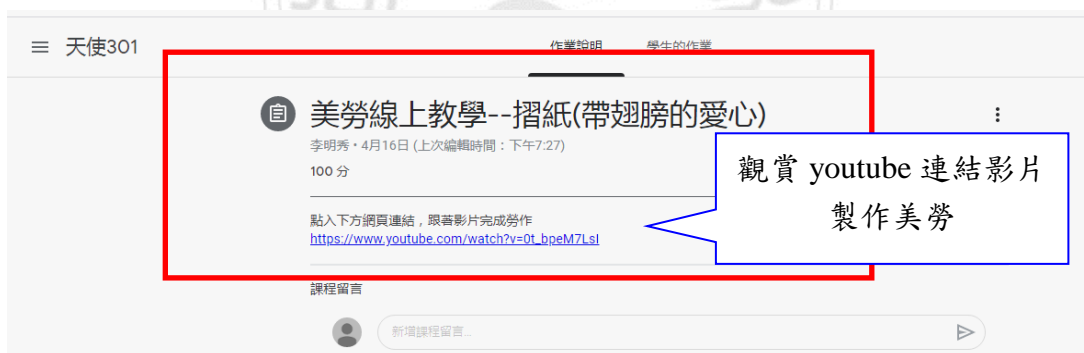 天使301
作業說明 學生的作業
美勞線上教學--摺紙(帶翅膀的愛心)
李明秀・4月16日 (上次編輯時間：下午7:27)
100 分
觀賞 youtube 連結影片
製作美勞
點入下方網頁連結，跟著影片完成勞作
https://www.youtube.com/watch?v=0t_bpeM7LsI
課程留言
新增課程留言...